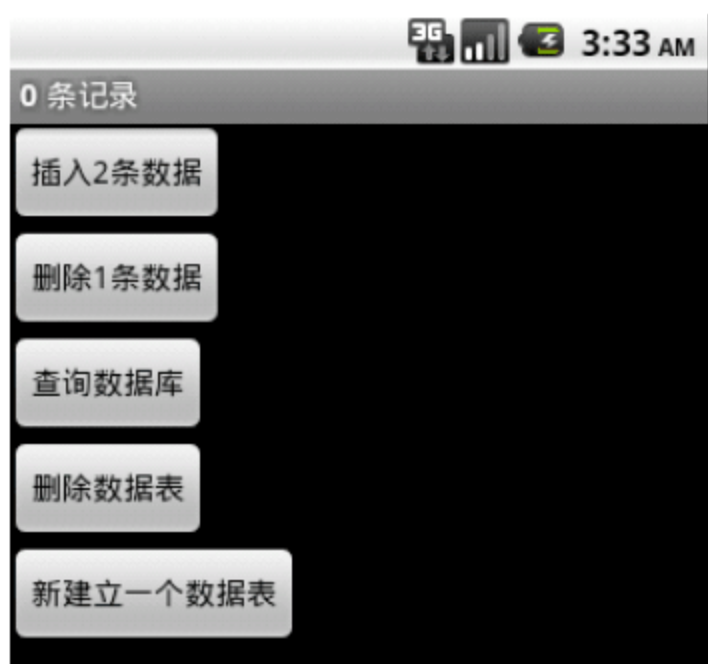 3G 3:33 AM
0 条记录
插入2条数据
删除1条数据
查询数据库
删除数据表
新建立一个数据表